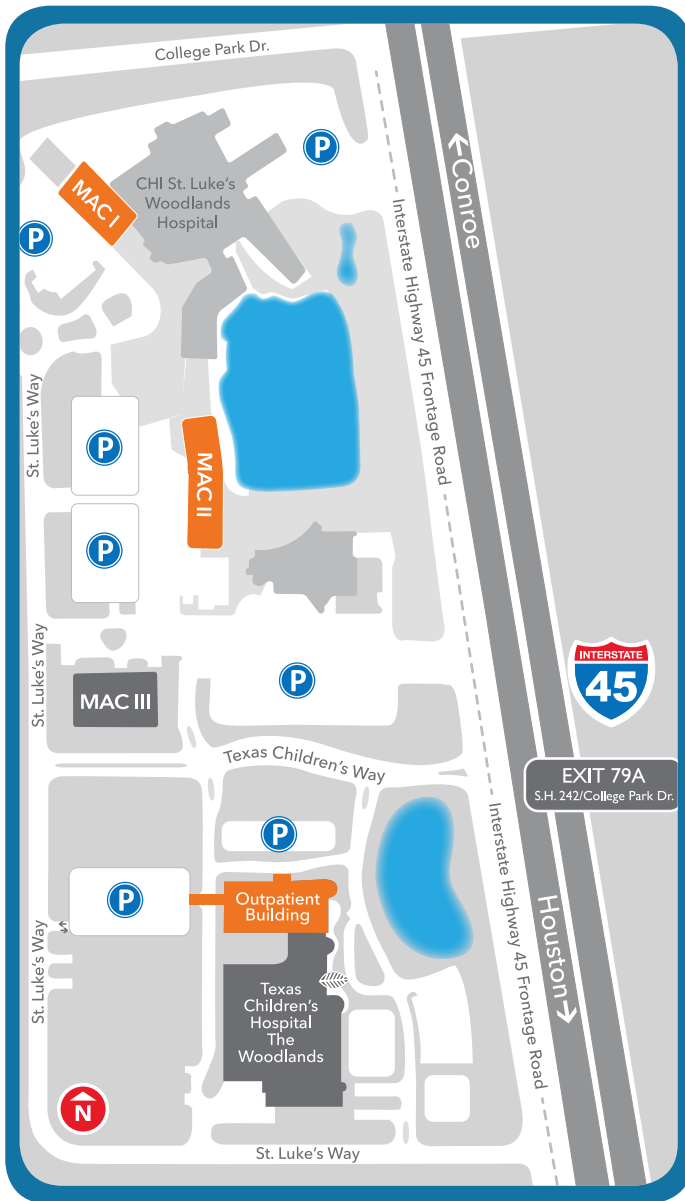 College Park Dr.
P
CHI St. Luke's
Woodlands
Hospital
MAC I
P
←Conroe
Interstate Highway 45 Frontage Road
St. Luke's Way
P
MAC II
P
St. Luke's Way
MAC III
P
INTERSTATE
45
Texas Children's Way
EXIT 79A
S.H. 242/College Park Dr.
P
P
Outpatient
Building
St. Luke's Way
Houston→
Interstate Highway 45 Frontage Road
Texas
Children's
Hospital
The
Woodlands
N
St. Luke's Way